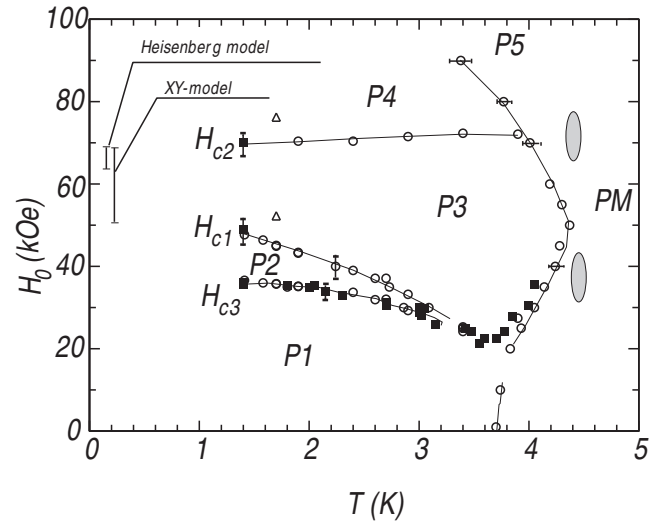 100
80
60
40
20
0
H₀ (kOe)
Heisenberg model
XY-model
P5
P4
Hc2
P3
PM
Hc1
P2
Hc3
P1
0 1 2 3 4 5
T (K)